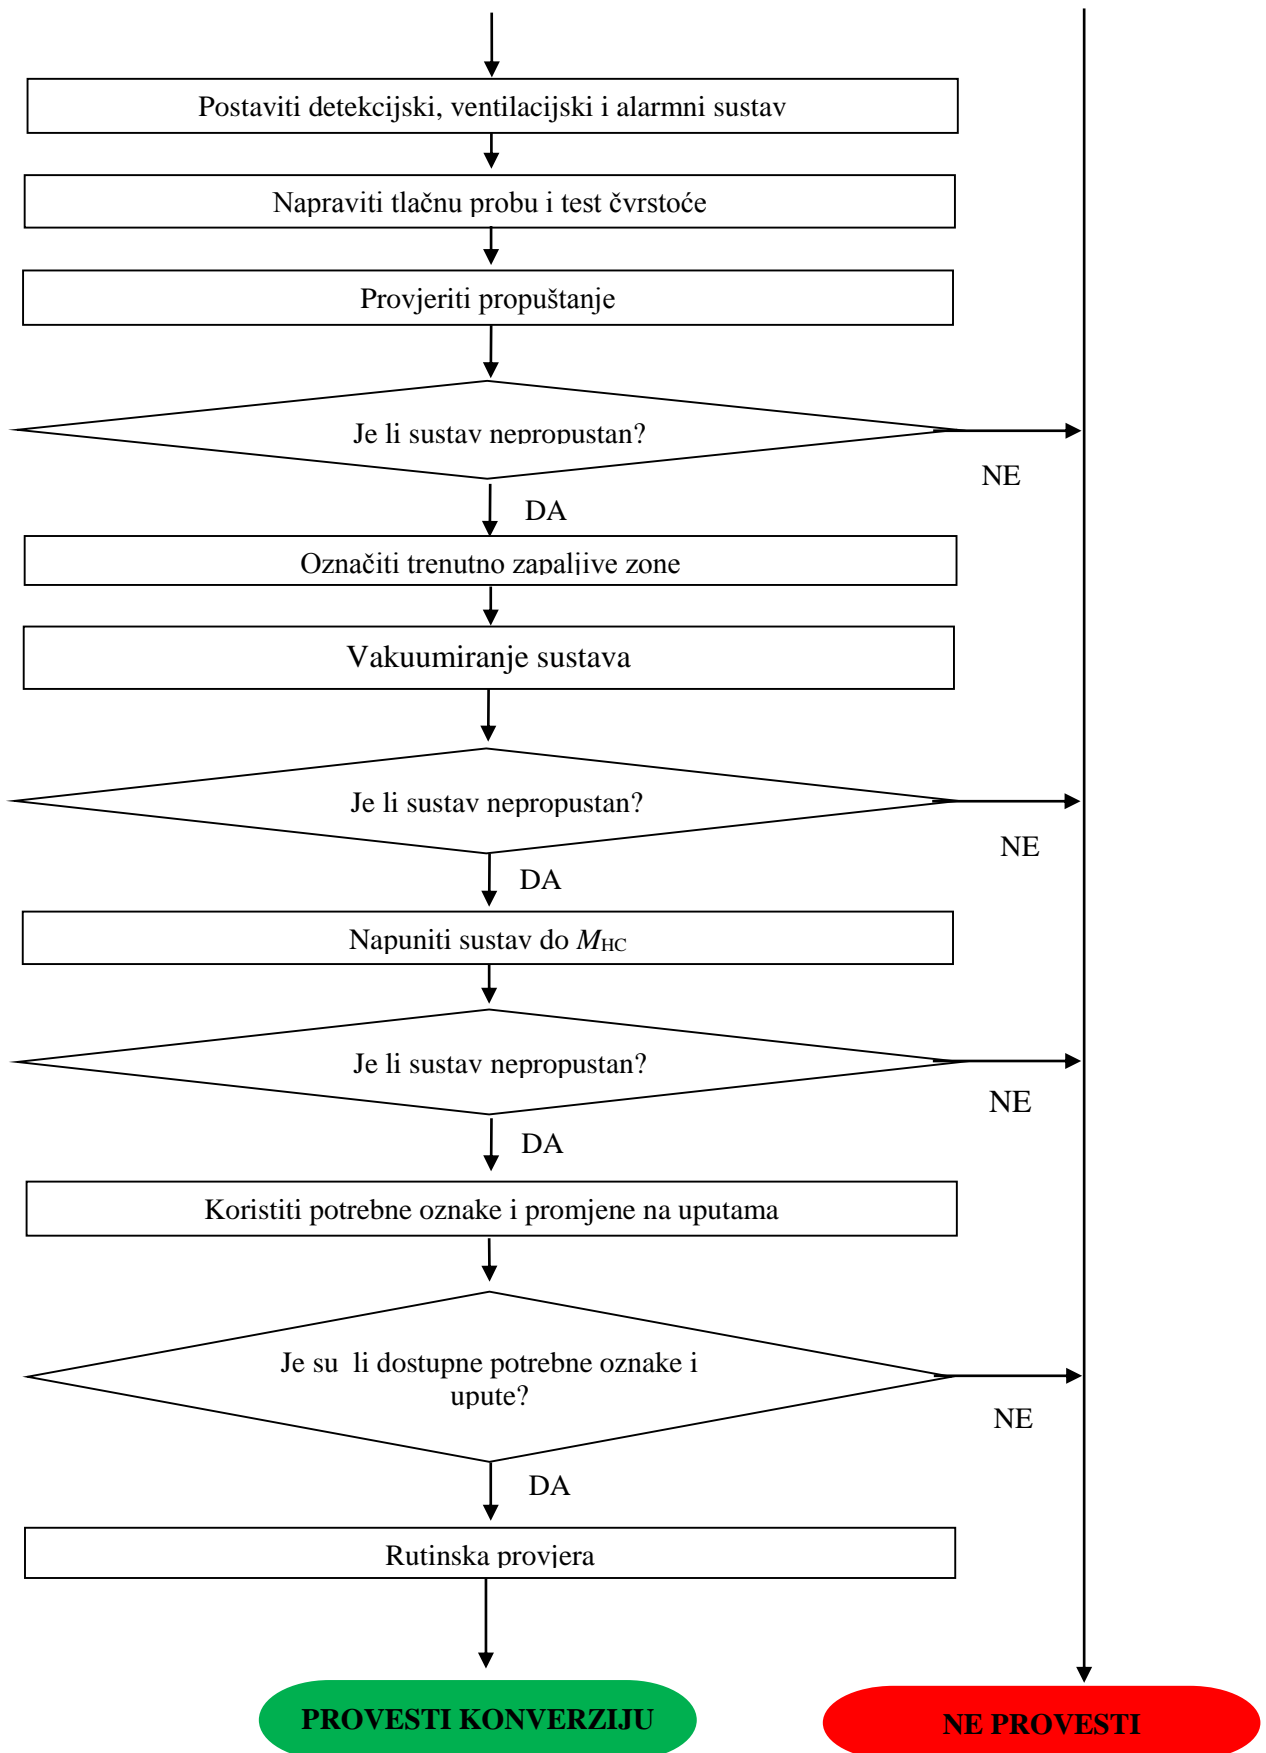 Postaviti detekcijski, ventilacijski i alarmni sustav
Napraviti tlačnu probu i test čvrstoće
Provjeriti propuštanje
Je li sustav nepropustan?
NE
DA
Označiti trenutno zapaljive zone
Vakuumiranje sustava
Je li sustav nepropustan?
NE
DA
Napuniti sustav do MHC
Je li sustav nepropustan?
NE
DA
Koristiti potrebne oznake i promjene na uputama
Je su li dostupne potrebne oznake i
upute?
NE
DA
Rutinska provjera
PROVESTI KONVERZIJU
NE PROVESTI